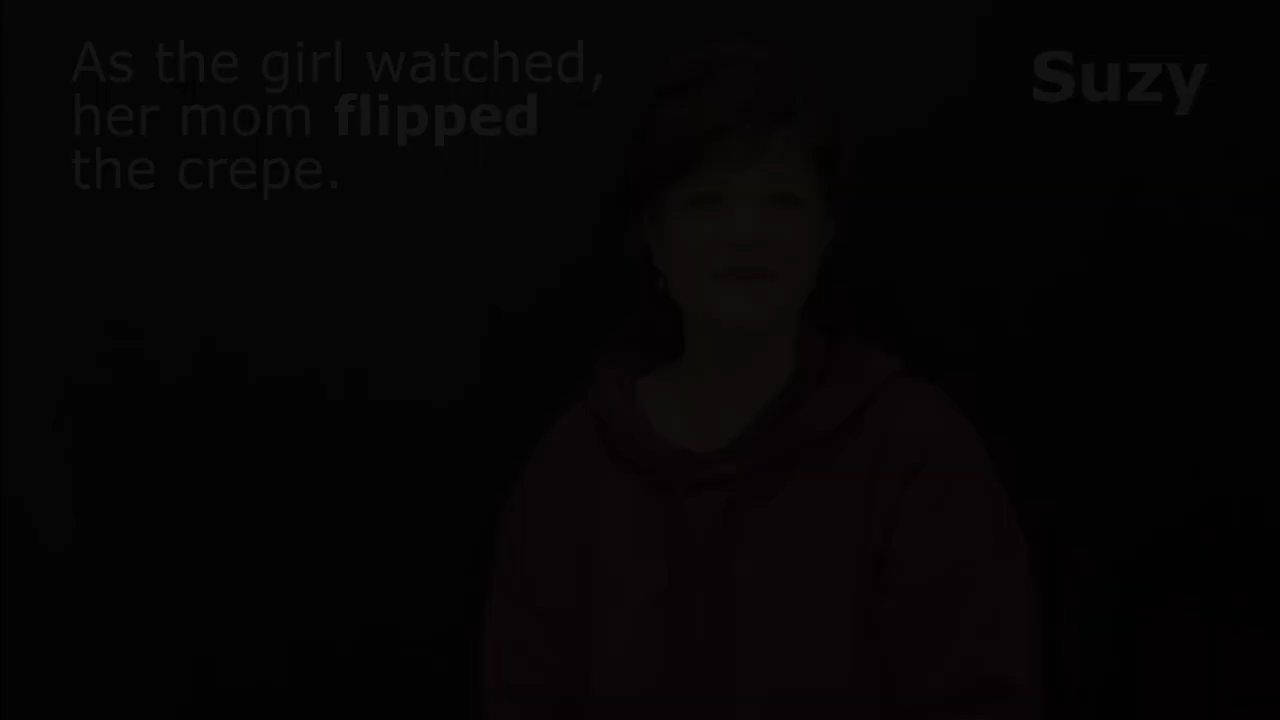 As the girl watched,
her mom flipped
the crepe.
Suzy